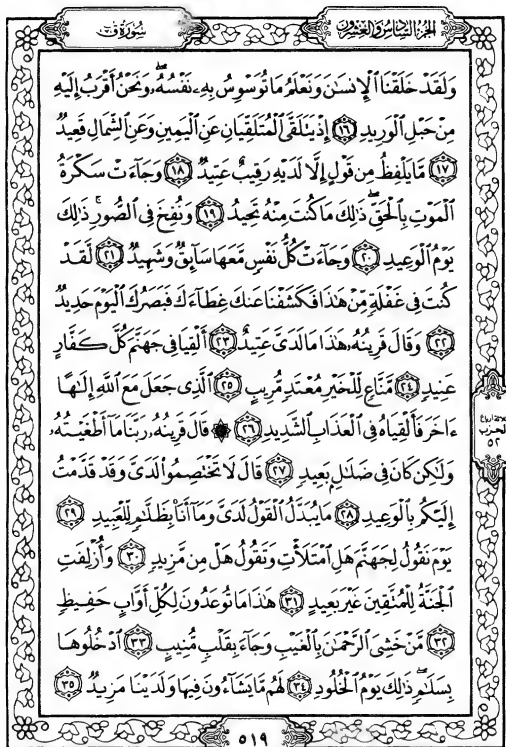 الجزء السادس والعشرون
سورة ق
وَلَقَدْ خَلَقْنَا ٱلْإِنسَـٰنَ وَنَعْلَمُ مَا تُوَسْوِسُ بِهِۦ نَفْسُهُۥ ۖ وَنَحْنُ أَقْرَبُ إِلَيْهِ
مِنْ حَبْلِ ٱلْوَرِيدِ ١٦ إِذْ يَتَلَقَّى ٱلْمُتَلَقِّيَانِ عَنِ ٱلْيَمِينِ وَعَنِ ٱلشِّمَالِ قَعِيدٌ
١٧ مَّا يَلْفِظُ مِن قَوْلٍ إِلَّا لَدَيْهِ رَقِيبٌ عَتِيدٌ ١٨ وَجَآءَتْ سَكْرَةُ
ٱلْمَوْتِ بِٱلْحَقِّ ۖ ذَٰلِكَ مَا كُنتَ مِنْهُ تَحِيدُ ١٩ وَنُفِخَ فِى ٱلصُّورِ ۚ ذَٰلِكَ
يَوْمُ ٱلْوَعِيدِ ٢٠ وَجَآءَتْ كُلُّ نَفْسٍ مَّعَهَا سَآئِقٌ وَشَهِيدٌ ٢١ لَّقَدْ
كُنتَ فِى غَفْلَةٍ مِّنْ هَـٰذَا فَكَشَفْنَا عَنكَ غِطَآءَكَ فَبَصَرُكَ ٱلْيَوْمَ حَدِيدٌ
٢٢ وَقَالَ قَرِينُهُۥ هَـٰذَا مَا لَدَىَّ عَتِيدٌ ٢٣ أَلْقِيَا فِى جَهَنَّمَ كُلَّ كَفَّارٍ
عَنِيدٍ ٢٤ مَّنَّاعٍ لِّلْخَيْرِ مُعْتَدٍ مُّرِيبٍ ٢٥ ٱلَّذِى جَعَلَ مَعَ ٱللَّهِ إِلَـٰهًا
ءَاخَرَ فَأَلْقِيَاهُ فِى ٱلْعَذَابِ ٱلشَّدِيدِ ٢٦ ۞ قَالَ قَرِينُهُۥ رَبَّنَا مَآ أَطْغَيْتُهُۥ
وَلَـٰكِن كَانَ فِى ضَلَـٰلٍۭ بَعِيدٍ ٢٧ قَالَ لَا تَخْتَصِمُوا۟ لَدَىَّ وَقَدْ قَدَّمْتُ
إِلَيْكُم بِٱلْوَعِيدِ ٢٨ مَا يُبَدَّلُ ٱلْقَوْلُ لَدَىَّ وَمَآ أَنَا۠ بِظَلَّـٰمٍ لِّلْعَبِيدِ ٢٩
يَوْمَ نَقُولُ لِجَهَنَّمَ هَلِ ٱمْتَلَأْتِ وَتَقُولُ هَلْ مِن مَّزِيدٍ ٣٠ وَأُزْلِفَتِ
ٱلْجَنَّةُ لِلْمُتَّقِينَ غَيْرَ بَعِيدٍ ٣١ هَـٰذَا مَا تُوعَدُونَ لِكُلِّ أَوَّابٍ حَفِيظٍ
٣٢ مَّنْ خَشِىَ ٱلرَّحْمَـٰنَ بِٱلْغَيْبِ وَجَآءَ بِقَلْبٍ مُّنِيبٍ ٣٣ ٱدْخُلُوهَا
بِسَلَـٰمٍ ۖ ذَٰلِكَ يَوْمُ ٱلْخُلُودِ ٣٤ لَهُم مَّا يَشَآءُونَ فِيهَا وَلَدَيْنَا مَزِيدٌ ٣٥
الحزب
٥٢
٥١٩